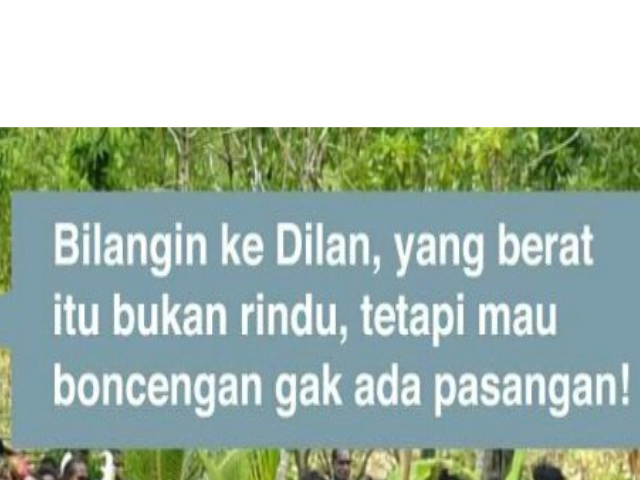 Bilangin ke Dilan, yang berat
itu bukan rindu, tetapi mau
boncengan gak ada pasangan!